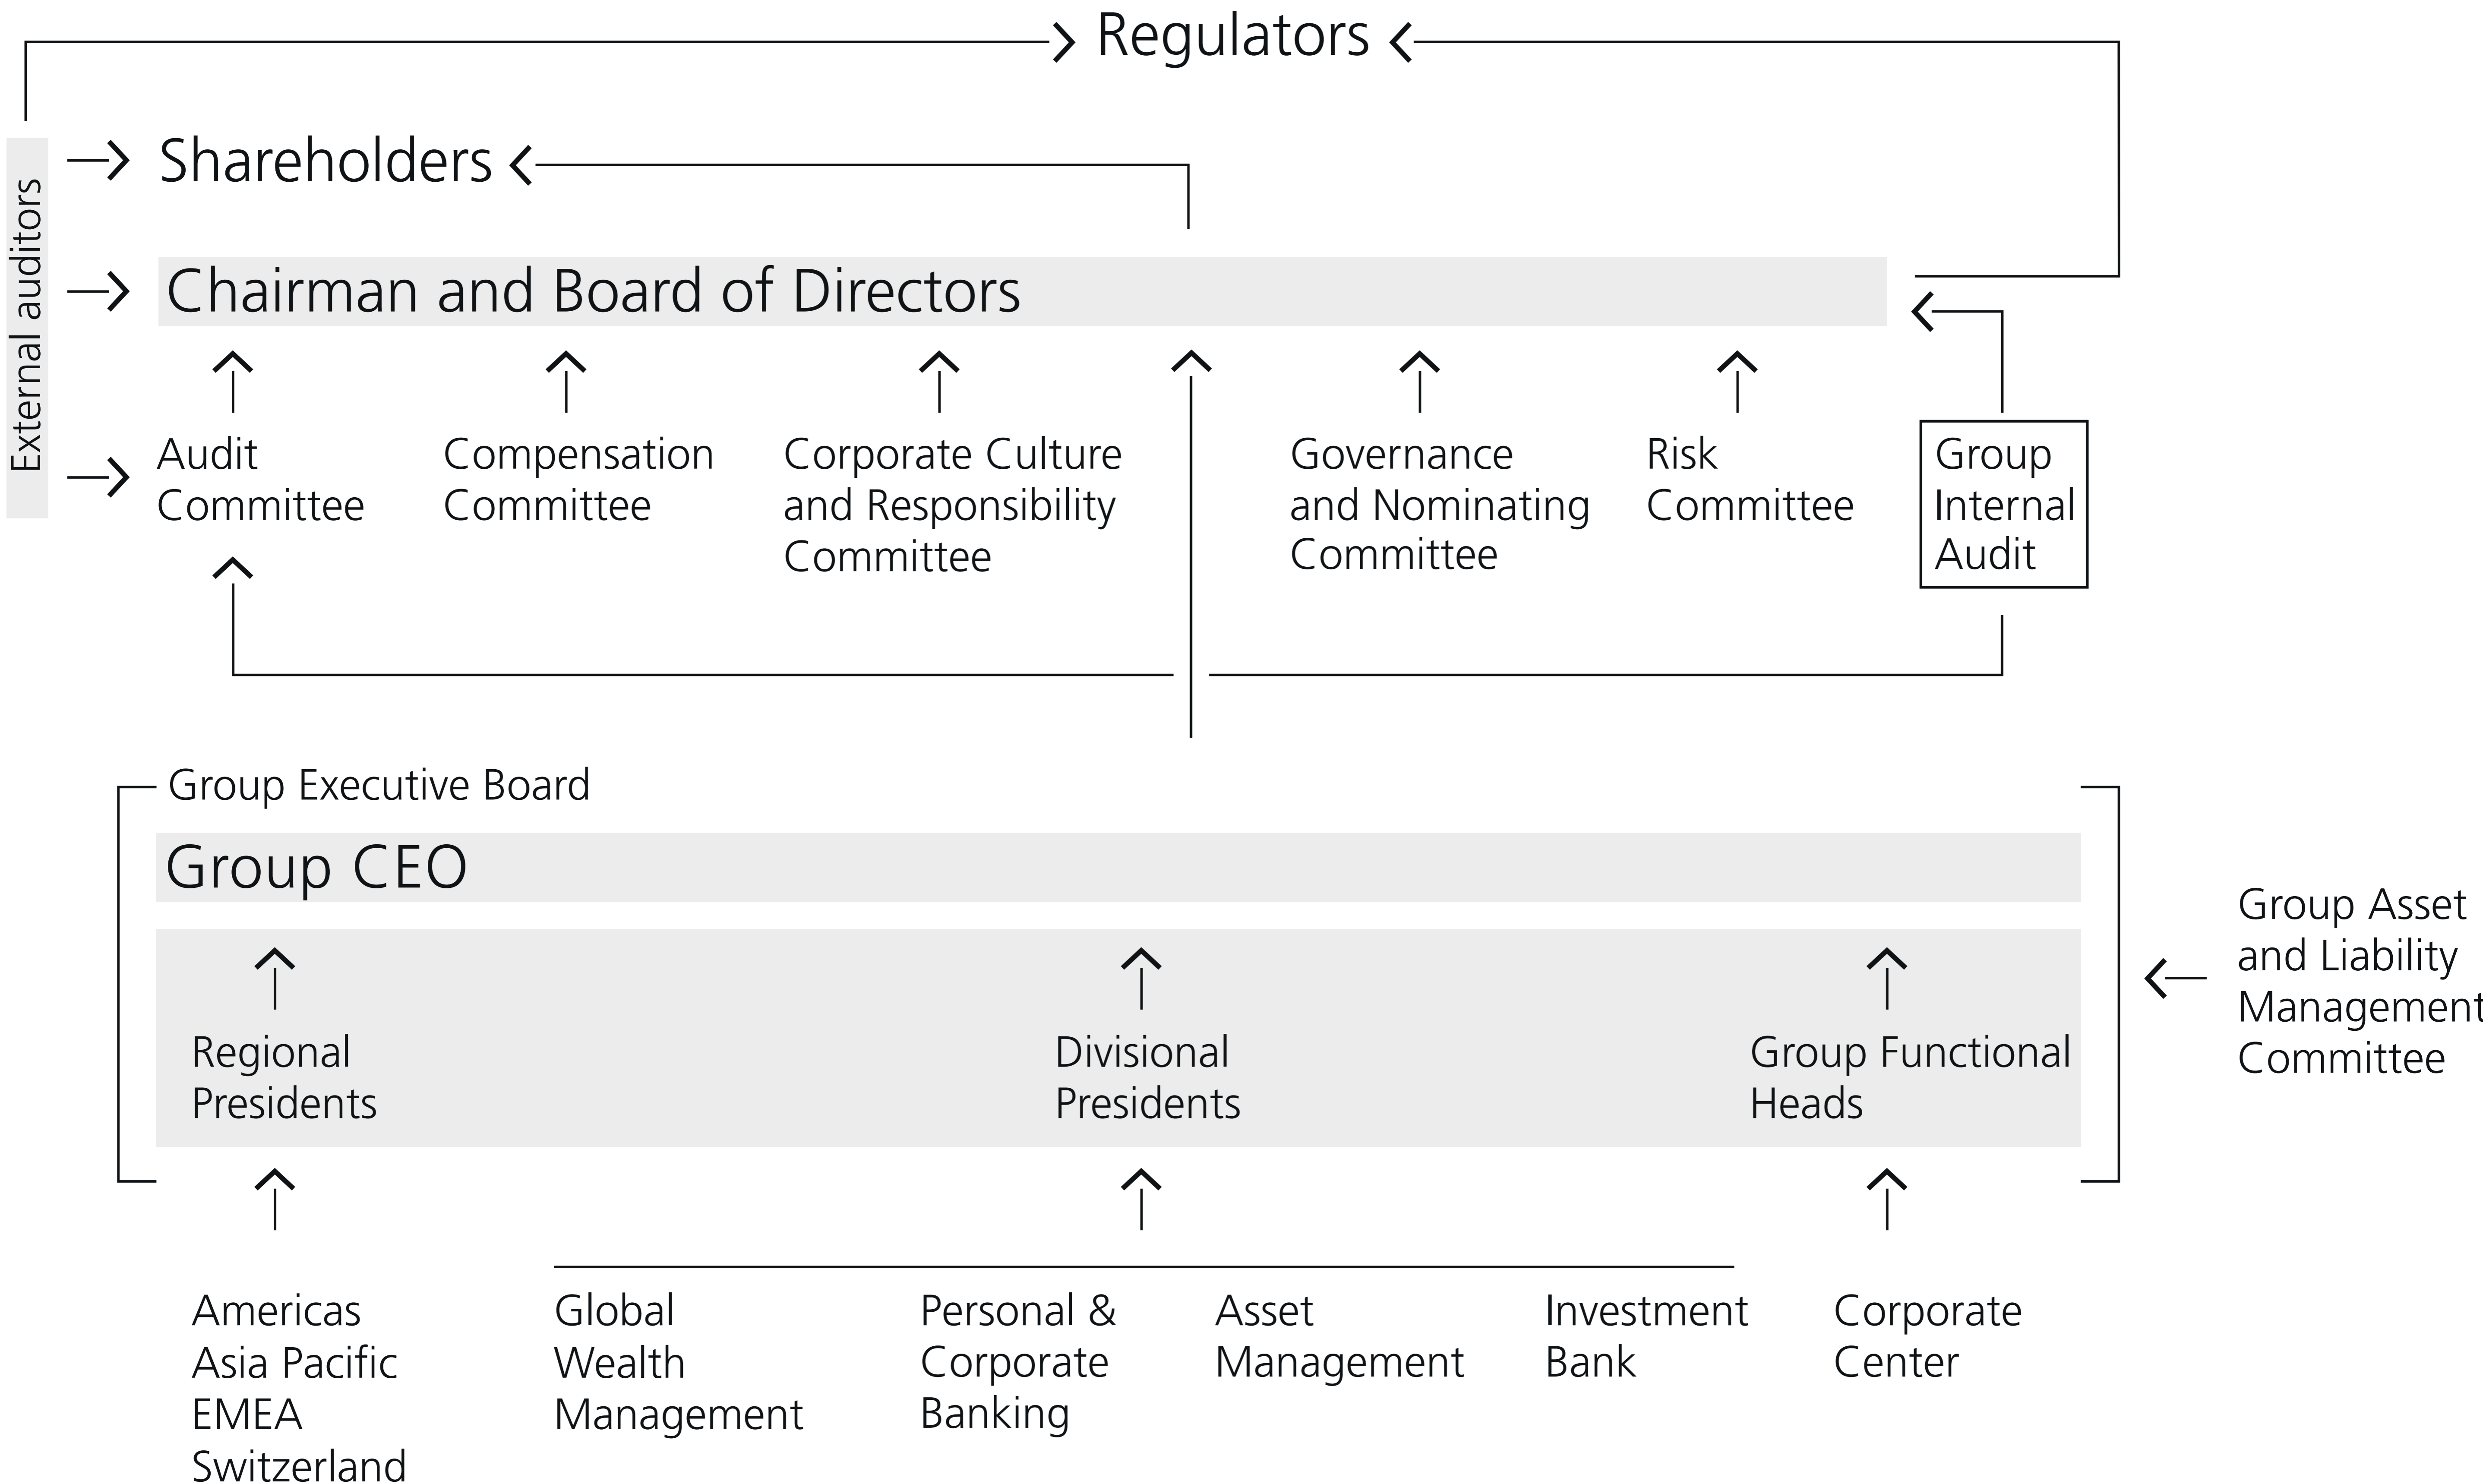 Regulators
Shareholders
External auditors
Chairman and Board of Directors
Audit
Committee
Compensation
Committee
Corporate Culture
and Responsibility
Committee
Governance
and Nominating
Committee
Risk
Committee
Group
Internal
Audit
Group Executive Board
Group CEO
Regional
Presidents
Divisional
Presidents
Group Functional
Heads
Group Asset
and Liability
Management
Committee
Americas
Asia Pacific
EMEA
Switzerland
Global
Wealth
Management
Personal &
Corporate
Banking
Asset
Management
Investment
Bank
Corporate
Center